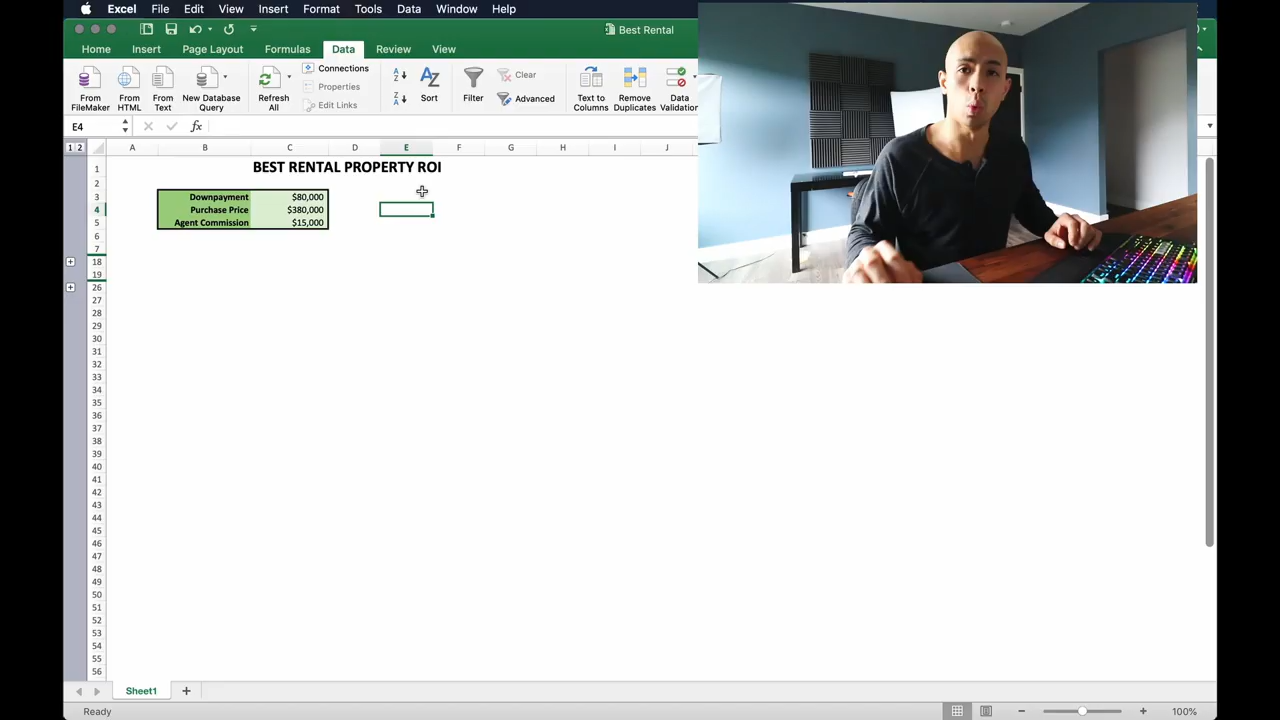 Excel File Edit View Insert Format Tools Data Window Help
Best Rental
Home Insert Page Layout Formulas Data Review View
Connections
Properties
Edit Links
Clear
Advanced
From FileMaker
From HTML
From Text
New Database Query
Refresh All
Sort
Filter
Text to Columns
Remove Duplicates
Data Validation
E4 fx
1 2 A B C D E F G H I J
1 BEST RENTAL PROPERTY ROI
2
3 Downpayment $80,000
4 Purchase Price $380,000
5 Agent Commission $15,000
6
7
18
19
26
27
28
29
30
31
32
33
34
35
36
37
38
39
40
41
42
43
44
45
46
47
48
49
50
51
52
53
54
55
56
Sheet1
Ready 100%